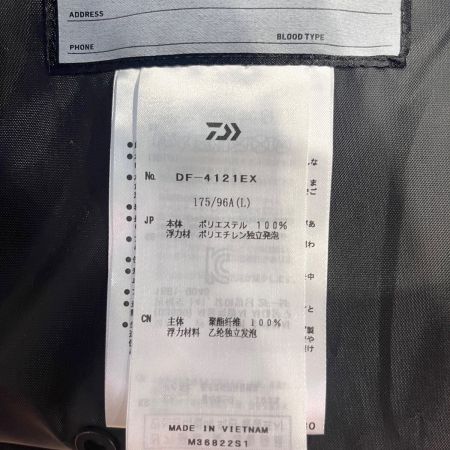 ADDRESS
BLOOD TYPE
PHONE
No. DF-4121EX
175/96A(L)
JP 本体 ポリエステル 100%
浮力材 ポリエチレン独立発泡
CN 主体 聚酯纤维 100%
浮力材料 乙纶独立发泡
MADE IN VIETNAM
M36822S1